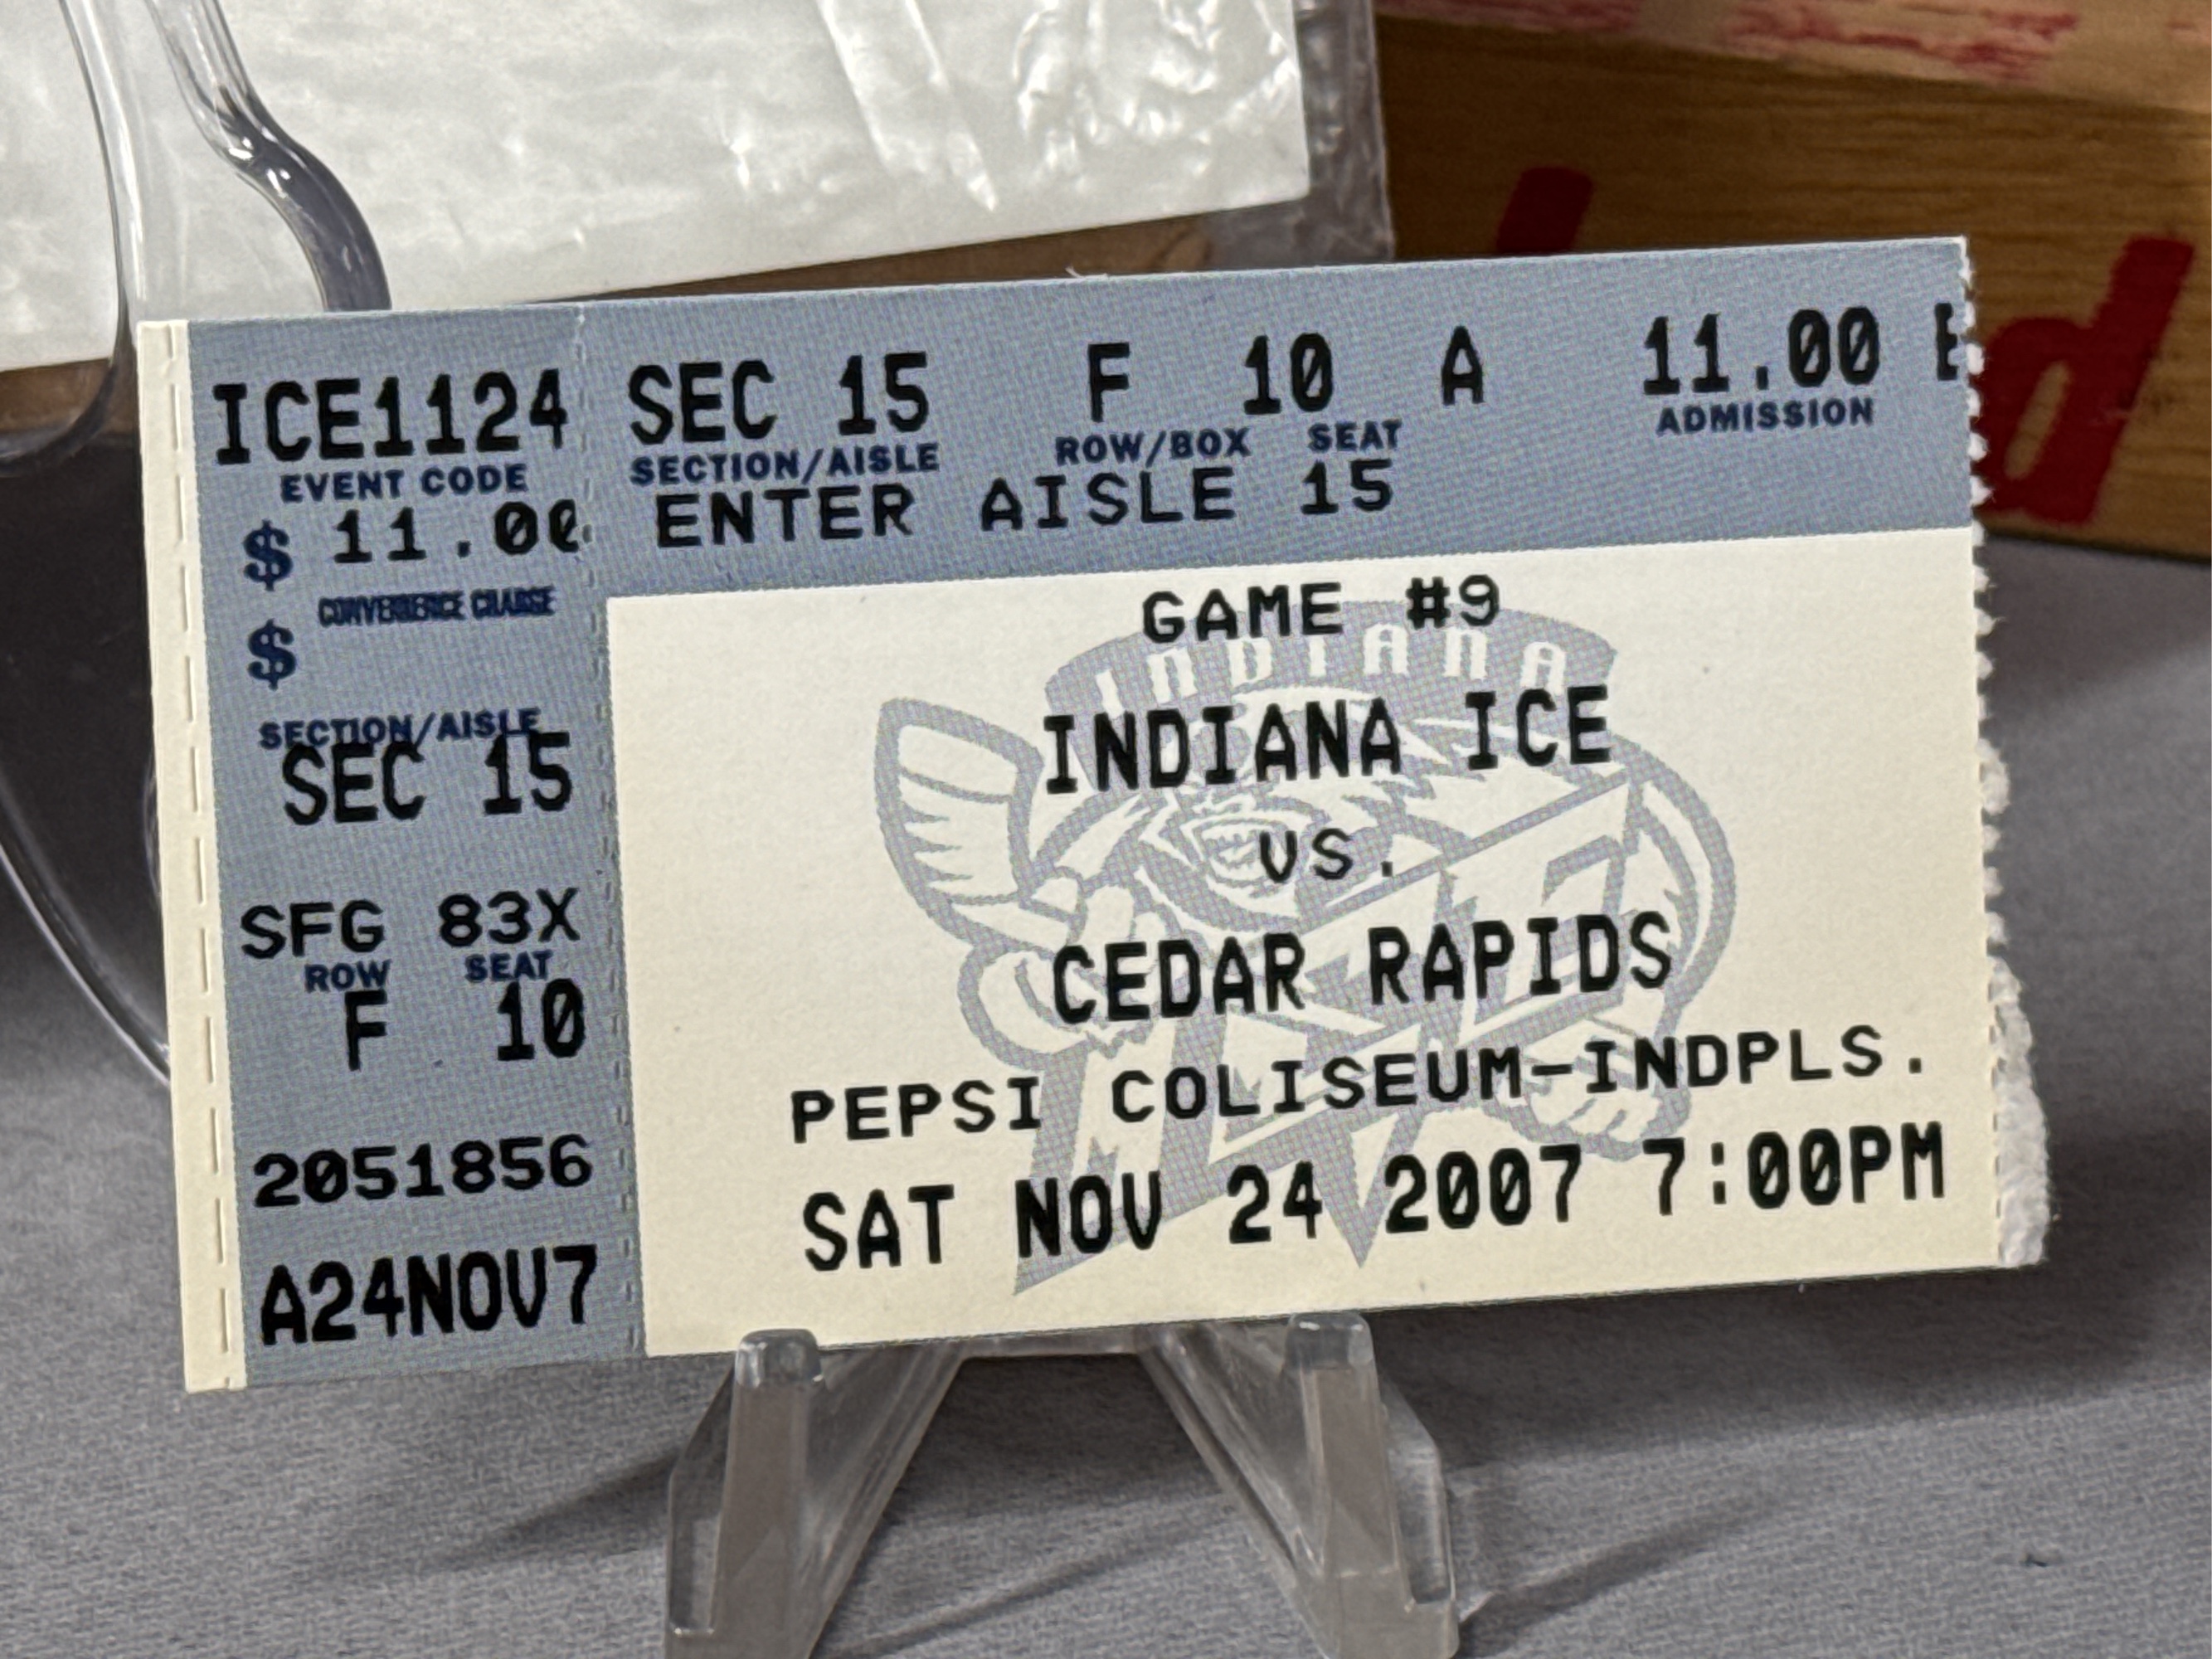 ICE1124
EVENT CODE
$ 11.00
CONVENIENCE CHARGE
$
SECTION/AISLE
SEC 15
SFG 83X
ROW SEAT
F 10
2051856
A24NOV7
SEC 15 F 10 A 11.00
SECTION/AISLE ROW/BOX SEAT ADMISSION
ENTER AISLE 15
GAME #9
INDIANA
INDIANA ICE
VS.
CEDAR RAPIDS
PEPSI COLISEUM-INDPLS.
SAT NOV 24 2007 7:00PM